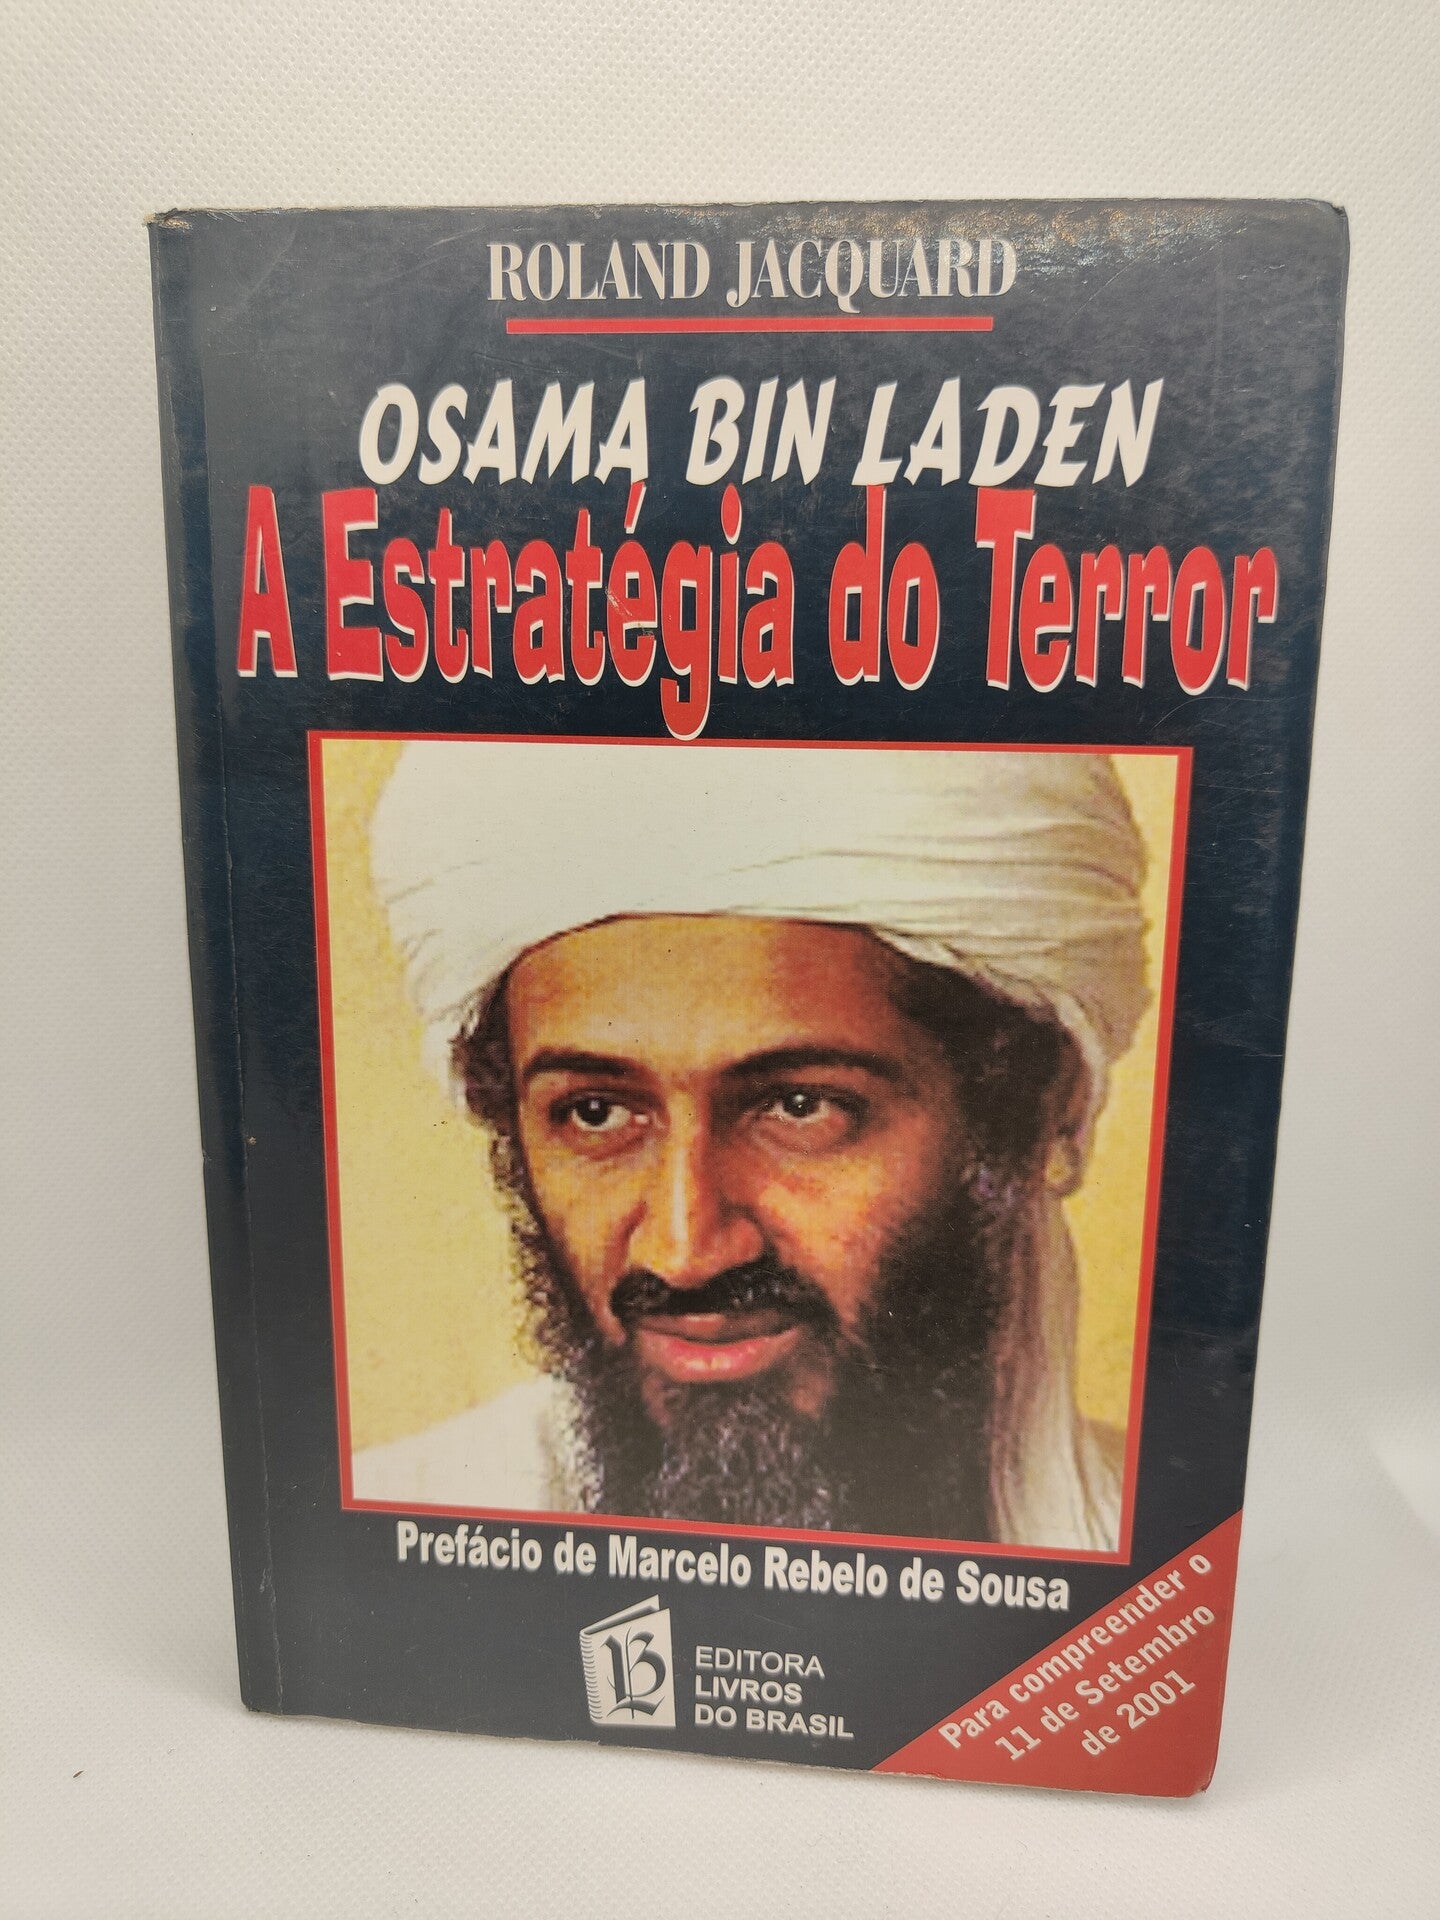 ROLAND JACQUARD
OSAMA BIN LADEN
A Estratégia do Terror
Prefácio de Marcelo Rebelo de Sousa
LB
EDITORA
LIVROS
DO BRASIL
Para compreender o
11 de Setembro
de 2001